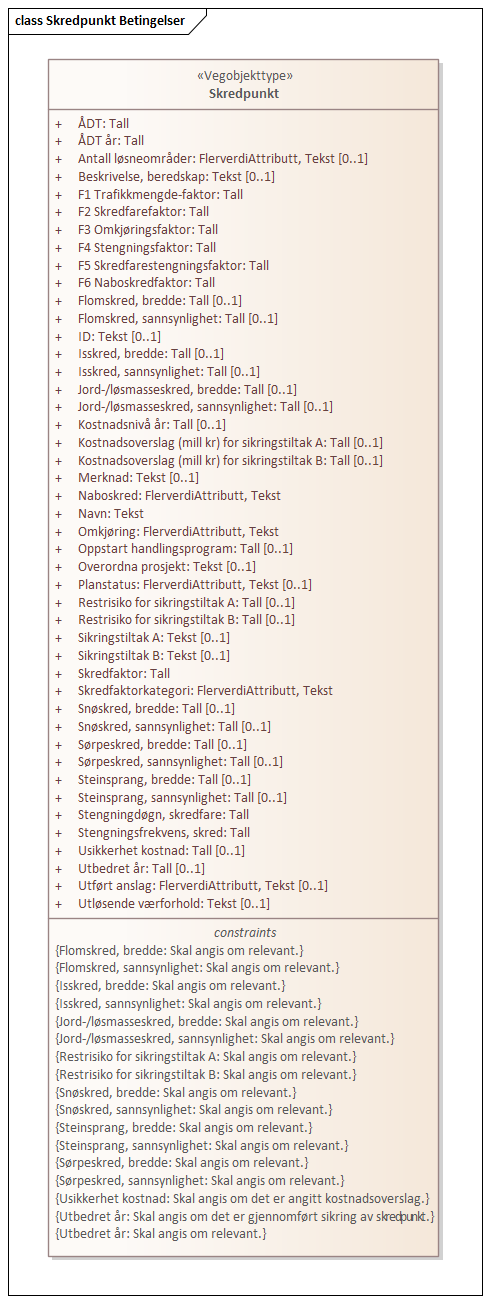 class Skredpunkt Betingelser
«Vegobjekttype»
Skredpunkt
+ ÅDT: Tall
+ ÅDT år: Tall
+ Antall løsneområder: FlerverdiAttributt, Tekst [0..1]
+ Beskrivelse, beredskap: Tekst [0..1]
+ F1 Trafikkmengde-faktor: Tall
+ F2 Skredfarefaktor: Tall
+ F3 Omkjøringsfaktor: Tall
+ F4 Stengningsfaktor: Tall
+ F5 Skredfarestengningsfaktor: Tall
+ F6 Naboskredfaktor: Tall
+ Flomskred, bredde: Tall [0..1]
+ Flomskred, sannsynlighet: Tall [0..1]
+ ID: Tekst [0..1]
+ Isskred, bredde: Tall [0..1]
+ Isskred, sannsynlighet: Tall [0..1]
+ Jord-/løsmasseskred, bredde: Tall [0..1]
+ Jord-/løsmasseskred, sannsynlighet: Tall [0..1]
+ Kostnadsnivå år: Tall [0..1]
+ Kostnadsoverslag (mill kr) for sikringstiltak A: Tall [0..1]
+ Kostnadsoverslag (mill kr) for sikringstiltak B: Tall [0..1]
+ Merknad: Tekst [0..1]
+ Naboskred: FlerverdiAttributt, Tekst
+ Navn: Tekst
+ Omkjøring: FlerverdiAttributt, Tekst
+ Oppstart handlingsprogram: Tall [0..1]
+ Overordna prosjekt: Tekst [0..1]
+ Planstatus: FlerverdiAttributt, Tekst [0..1]
+ Restrisiko for sikringstiltak A: Tall [0..1]
+ Restrisiko for sikringstiltak B: Tall [0..1]
+ Sikringstiltak A: Tekst [0..1]
+ Sikringstiltak B: Tekst [0..1]
+ Skredfaktor: Tall
+ Skredfaktorkategori: FlerverdiAttributt, Tekst
+ Snøskred, bredde: Tall [0..1]
+ Snøskred, sannsynlighet: Tall [0..1]
+ Sørpeskred, bredde: Tall [0..1]
+ Sørpeskred, sannsynlighet: Tall [0..1]
+ Steinsprang, bredde: Tall [0..1]
+ Steinsprang, sannsynlighet: Tall [0..1]
+ Stengningdøgn, skredfare: Tall
+ Stengningsfrekvens, skred: Tall
+ Usikkerhet kostnad: Tall [0..1]
+ Utbedret år: Tall [0..1]
+ Utført anslag: FlerverdiAttributt, Tekst [0..1]
+ Utløsende værforhold: Tekst [0..1]
constraints
{Flomskred, bredde: Skal angis om relevant.}
{Flomskred, sannsynlighet: Skal angis om relevant.}
{Isskred, bredde: Skal angis om relevant.}
{Isskred, sannsynlighet: Skal angis om relevant.}
{Jord-/løsmasseskred, bredde: Skal angis om relevant.}
{Jord-/løsmasseskred, sannsynlighet: Skal angis om relevant.}
{Restrisiko for sikringstiltak A: Skal angis om relevant.}
{Restrisiko for sikringstiltak B: Skal angis om relevant.}
{Snøskred, bredde: Skal angis om relevant.}
{Snøskred, sannsynlighet: Skal angis om relevant.}
{Steinsprang, bredde: Skal angis om relevant.}
{Steinsprang, sannsynlighet: Skal angis om relevant.}
{Sørpeskred, bredde: Skal angis om relevant.}
{Sørpeskred, sannsynlighet: Skal angis om relevant.}
{Usikkerhet kostnad: Skal angis om det er angitt kostnadsoverslag.}
{Utbedret år: Skal angis om det er gjennomført sikring av skredpunkt.}
{Utbedret år: Skal angis om relevant.}